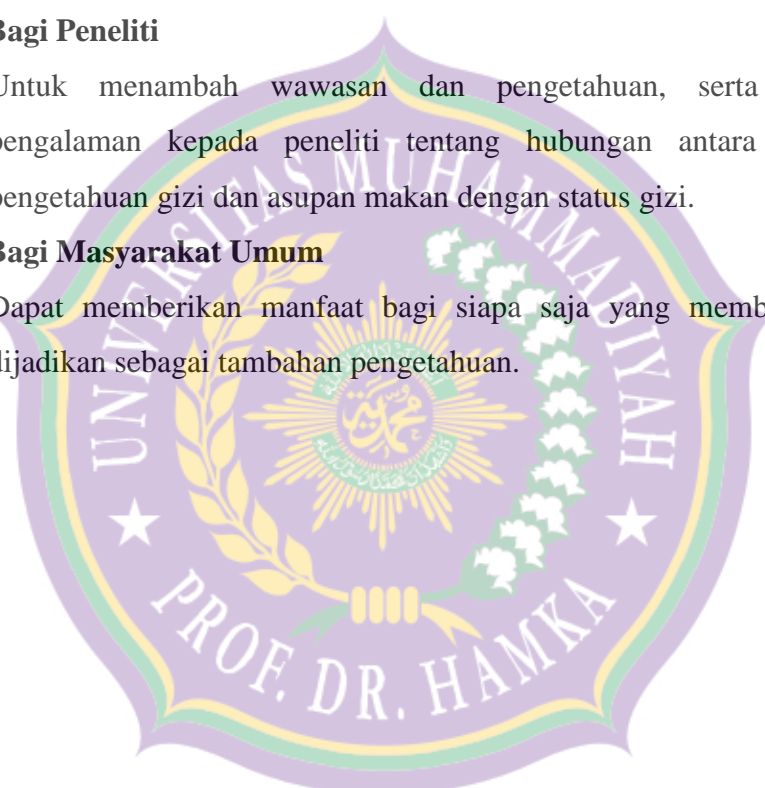 Bagi Peneliti
Untuk menambah wawasan dan pengetahuan, serta
pengalaman kepada peneliti tentang hubungan antara
pengetahuan gizi dan asupan makan dengan status gizi.
Bagi Masyarakat Umum
Dapat memberikan manfaat bagi siapa saja yang
dijadikan sebagai tambahan pengetahuan.
UNIVERSITAS MUHAMMADIYAH
PROF. DR. HAMKA